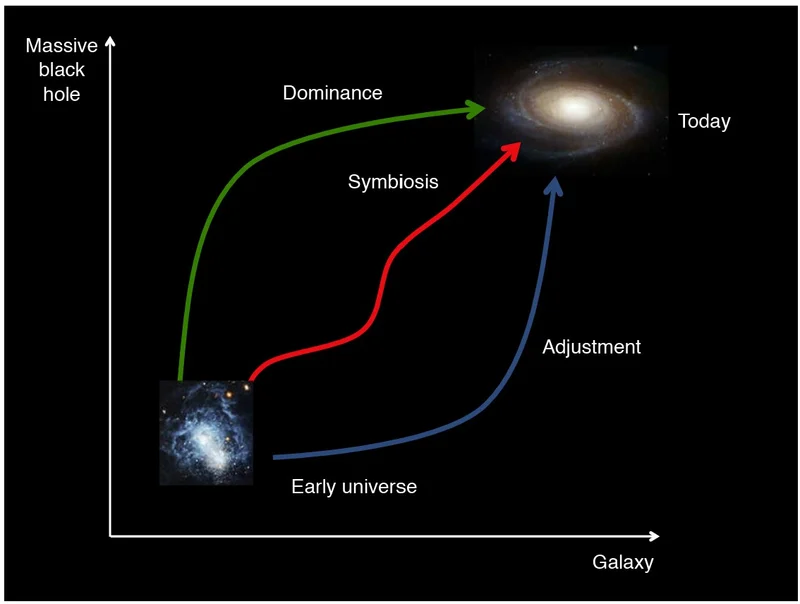 Massive
black
hole
Dominance
Today
Symbiosis
Adjustment
Early universe
Galaxy